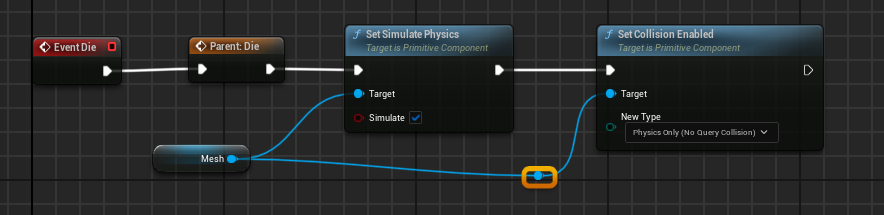 Event Die
Parent: Die
f Set Simulate Physics
Target is Primitive Component
Target
Simulate
Mesh
f Set Collision Enabled
Target is Primitive Component
Target
New Type
Physics Only (No Query Collision)